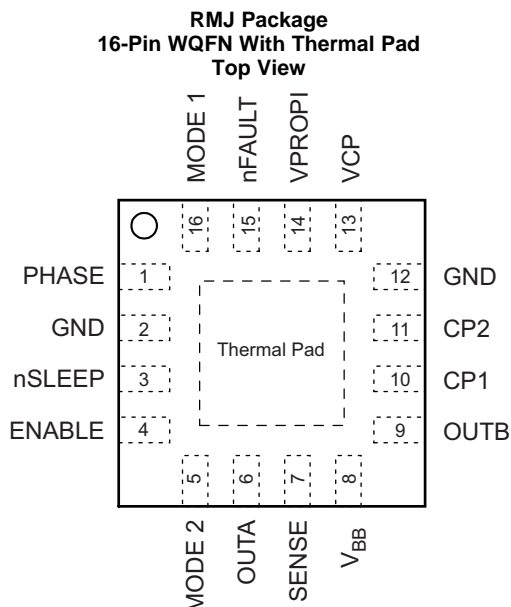 RMJ Package
16-Pin WQFN With Thermal Pad
Top View
MODE 1
nFAULT
VPROPI
VCP
16
15
14
13
PHASE 1
GND 2
nSLEEP 3
ENABLE 4
Thermal Pad
12 GND
11 CP2
10 CP1
9 OUTB
5
6
7
8
MODE 2
OUTA
SENSE
VBB